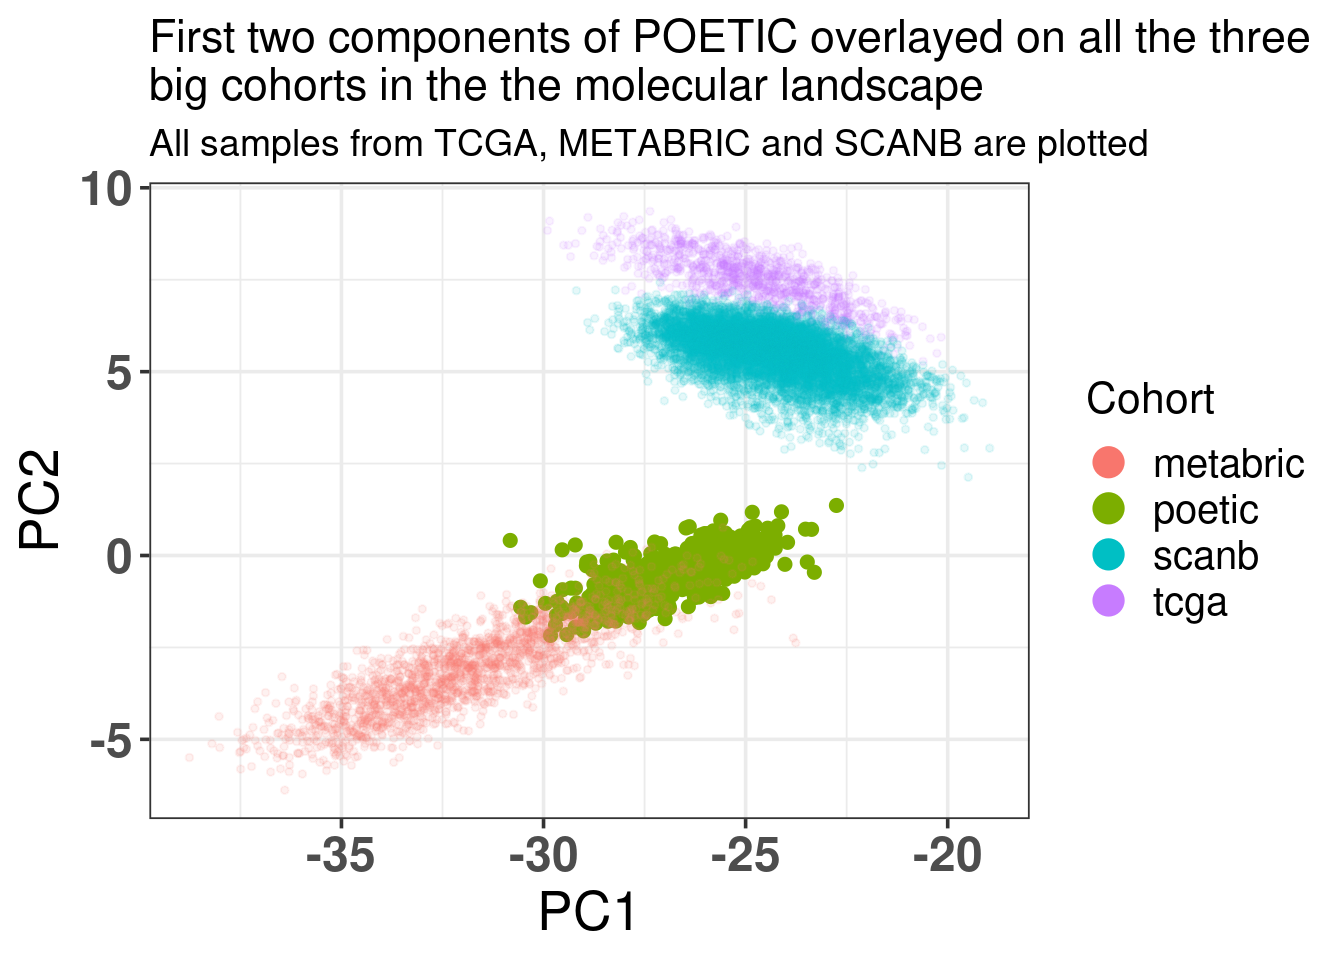 First two components of POETIC overlayed on all the three
big cohorts in the the molecular landscape
All samples from TCGA, METABRIC and SCANB are plotted
10
5
0
-5
PC2
-35
-30
-25
-20
PC1
Cohort
metabric
poetic
scanb
tcga